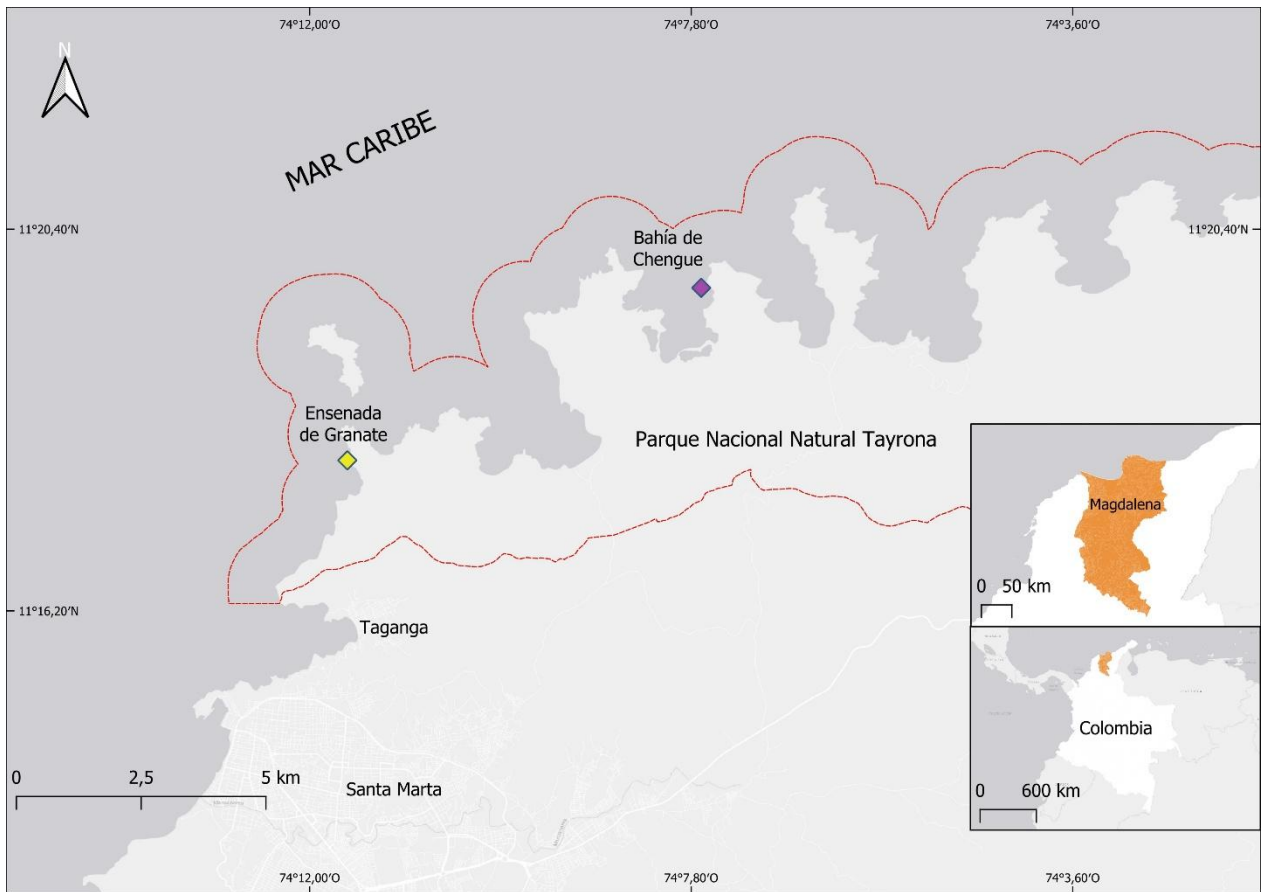 74°12,00′O
74°7,80′O
74°3,60′O
N
MAR CARIBE
11°20,40′N
11°20,40′N
Bahía de
Chengue
Ensenada
de Granate
Parque Nacional Natural Tayrona
Magdalena
0 50 km
11°16,20′N
Taganga
Colombia
0 2,5 5 km
Santa Marta
0 600 km
74°12,00′O
74°7,80′O
74°3,60′O